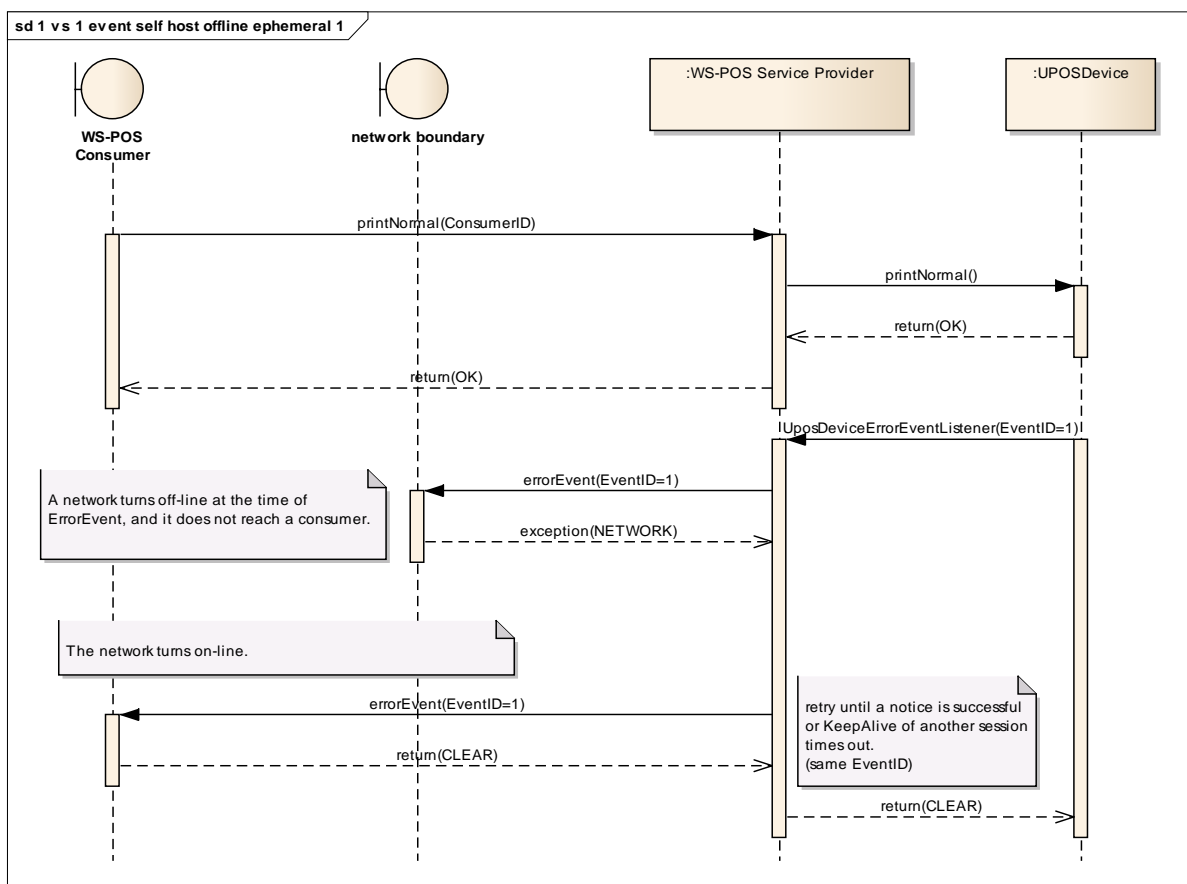 sd 1 v s 1 event self host offline ephemeral 1
WS-POS
Consumer
network boundary
:WS-POS Service Provider
:UPOSDevice
printNormal(ConsumerID)
printNormal()
return(OK)
return(OK)
UposDeviceErrorEventListener(EventID=1)
errorEvent(EventID=1)
A network turns off-line at the time of
ErrorEvent, and it does not reach a consumer.
exception(NETWORK)
The network turns on-line.
errorEvent(EventID=1)
retry until a notice is successful
or KeepAlive of another session
times out.
(same EventID)
return(CLEAR)
return(CLEAR)